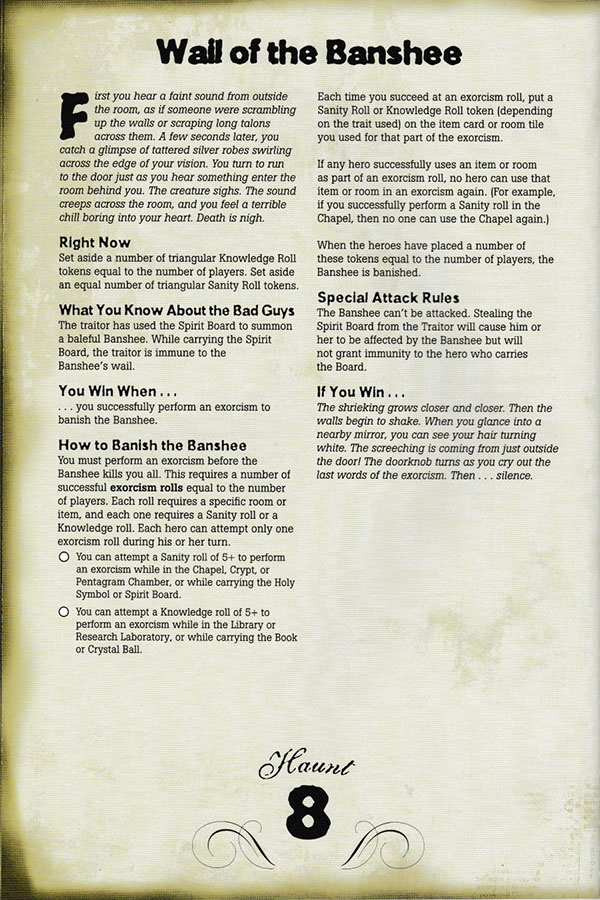 Wail of the Banshee
First you hear a faint sound from outside
the room, as if someone were scrambling
up the walls or scraping long talons
across them. A few seconds later, you
catch a glimpse of tattered silver robes swirling
across the edge of your vision. You turn to run
to the door just as you hear something enter the
room behind you. The creature sighs. The sound
creeps across the room, and you feel a terrible
chill boring into your heart. Death is nigh.
Right Now
Set aside a number of triangular Knowledge Roll
tokens equal to the number of players. Set aside
an equal number of triangular Sanity Roll tokens.
What You Know About the Bad Guys
The traitor has used the Spirit Board to summon
a baleful Banshee. While carrying the Spirit
Board, the traitor is immune to the
Banshee's wail.
You Win When . . .
. . . you successfully perform an exorcism to
banish the Banshee.
How to Banish the Banshee
You must perform an exorcism before the
Banshee kills you all. This requires a number of
successful exorcism rolls equal to the number
of players. Each roll requires a specific room or
item, and each one requires a Sanity roll or a
Knowledge roll. Each hero can attempt only one
exorcism roll during his or her turn.
You can attempt a Sanity roll of 5+ to perform
an exorcism while in the Chapel, Crypt, or
Pentagram Chamber, or while carrying the Holy
Symbol or Spirit Board.
You can attempt a Knowledge roll of 5+ to
perform an exorcism while in the Library or
Research Laboratory, or while carrying the Book
or Crystal Ball.
Each time you succeed at an exorcism roll, put a
Sanity Roll or Knowledge Roll token (depending
on the trait used) on the item card or room tile
you used for that part of the exorcism.
If any hero successfully uses an item or room
as part of an exorcism roll, no hero can use that
item or room in an exorcism again. (For example,
if you successfully perform a Sanity roll in the
Chapel, then no one can use the Chapel again.)
When the heroes have placed a number of
these tokens equal to the number of players, the
Banshee is banished.
Special Attack Rules
The Banshee can't be attacked. Stealing the
Spirit Board from the Traitor will cause him or
her to be affected by the Banshee but will
not grant immunity to the hero who carries
the Board.
If You Win . . .
The shrieking grows closer and closer. Then the
walls begin to shake. When you glance into a
nearby mirror, you can see your hair turning
white. The screeching is coming from just outside
the door! The doorknob turns as you cry out the
last words of the exorcism. Then . . . silence.
Haunt
8